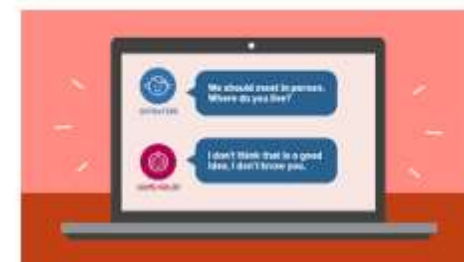 We should meet in person.
Where do you live?
I don't think that is a good
idea, I don't know you.